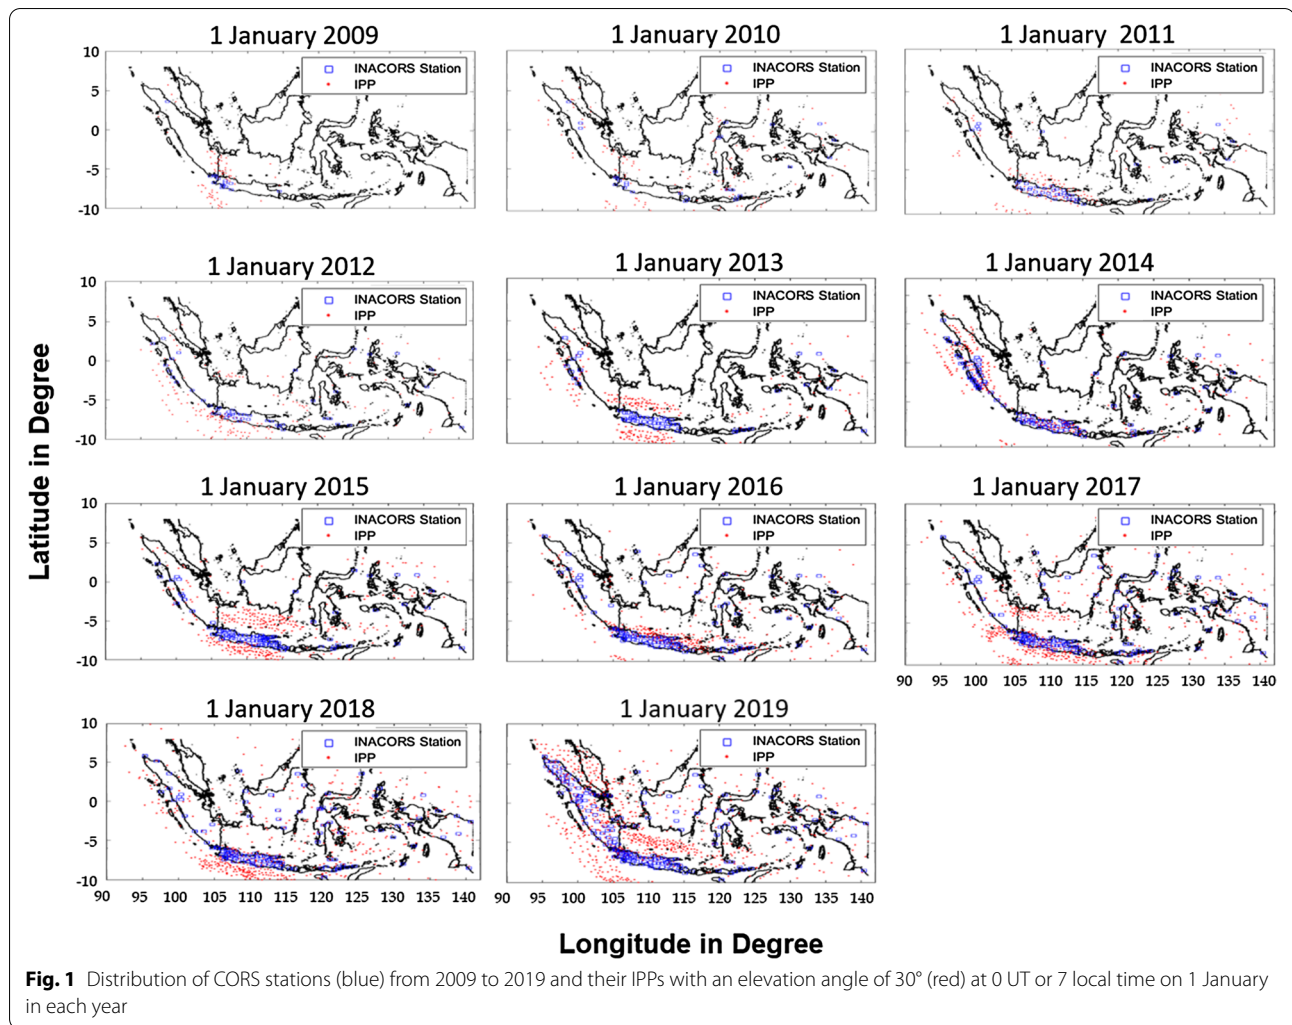 1 January 2009
1 January 2010
1 January 2011
10
5
0
-5
-10
INACORS Station
IPP
INACORS Station
IPP
INACORS Station
IPP
1 January 2012
1 January 2013
1 January 2014
10
5
0
-5
-10
INACORS Station
IPP
INACORS Station
IPP
INACORS Station
IPP
Latitude in Degree
1 January 2015
1 January 2016
1 January 2017
10
5
0
-5
-10
INACORS Station
IPP
INACORS Station
IPP
INACORS Station
IPP
90 95 100 105 110 115 120 125 130 135 140
1 January 2018
1 January 2019
10
5
0
-5
-10
INACORS Station
IPP
INACORS Station
IPP
90 95 100 105 110 115 120 125 130 135 140
90 95 100 105 110 115 120 125 130 135 140
Longitude in Degree
Fig. 1 Distribution of CORS stations (blue) from 2009 to 2019 and their IPPs with an elevation angle of 30° (red) at 0 UT or 7 local time on 1 January
in each year